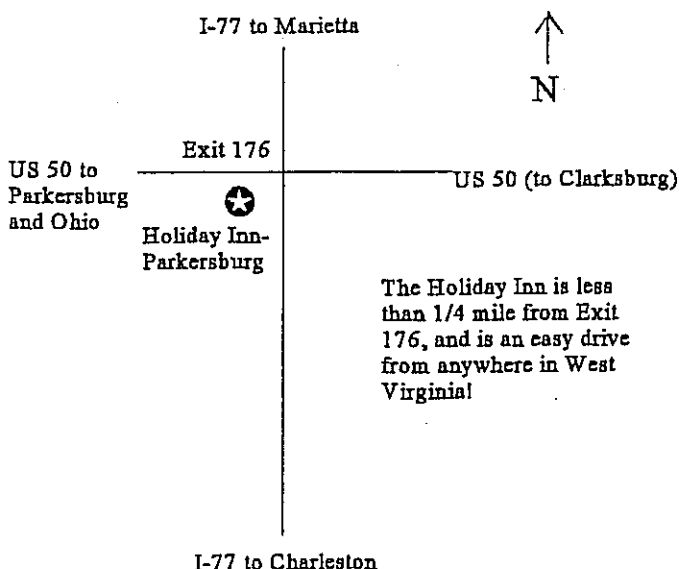 I-77 to Marietta
N
Exit 176
US 50 to
Parkersburg
and Ohio
US 50 (to Clarksburg)
Holiday Inn-
Parkersburg
The Holiday Inn is less
than 1/4 mile from Exit
176, and is an easy drive
from anywhere in West
Virginia!
I-77 to Charleston